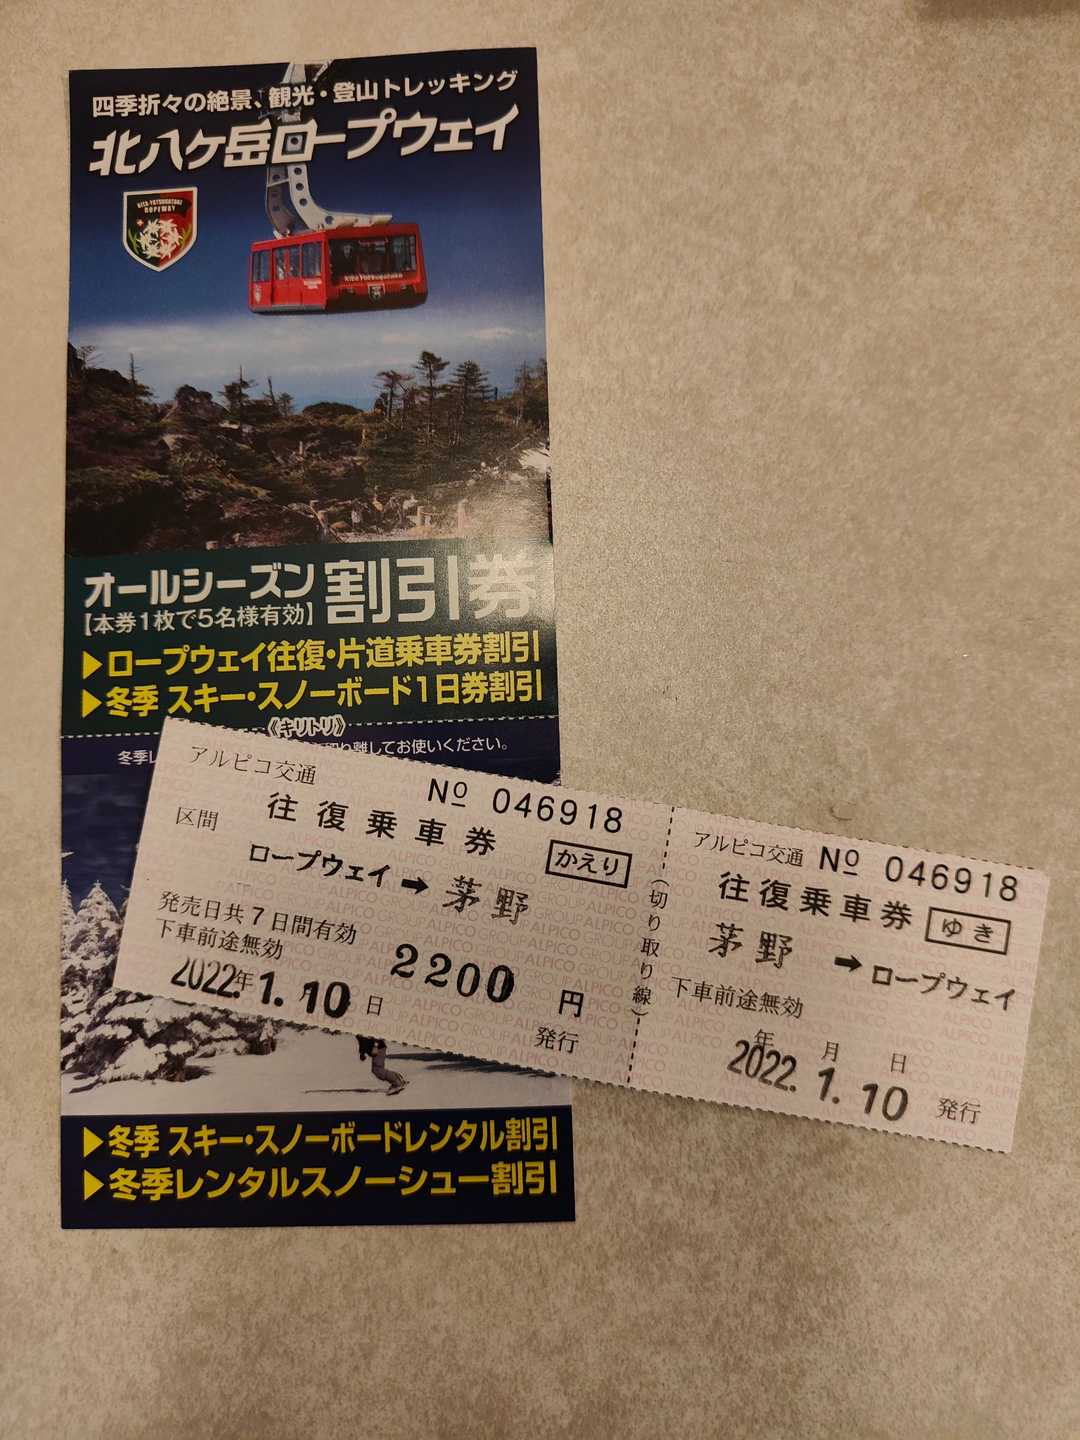 四季折々の絶景、観光・登山トレッキング
北八ヶ岳ロープウェイ
KITA-YATSUGATAKE
ROPEWAY
Kita Yatsugatake
オールシーズン
【本券1枚で5名様有効】
割引券
▶ロープウェイ往復・片道乗車券割引
▶冬季 スキー・スノーボード1日券割引
《キリトリ》
冬季レ
り離してお使いください。
アルピコ交通
No 046918
往復乗車券
かえり
区間
ロープウェイ➡茅野
発売日共7日間有効
下車前途無効
2200円
2022.年1.10日
発行
(切り取り線)
アルピコ交通
No 046918
往復乗車券
ゆき
茅野➡ロープウェイ
下車前途無効
年 月 日
2022. 1. 10
発行
▶冬季 スキー・スノーボードレンタル割引
▶冬季レンタルスノーシュー割引